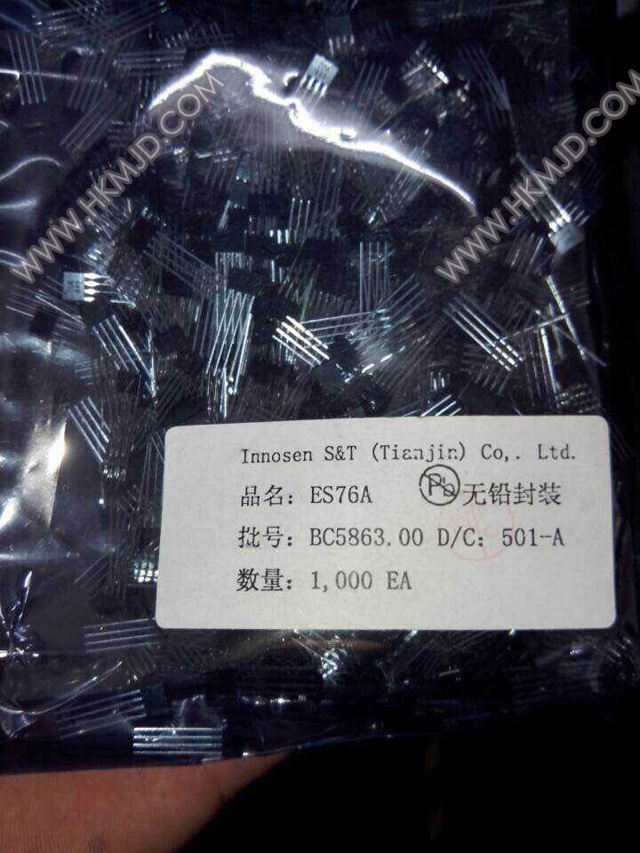 WWW.HKMJD.COM
WWW.HKMJD.COM
Innosen S&T (Tianjin) Co,. Ltd.
品名: ES76A Pb 无铅封装
批号: BC5863.00 D/C: 501-A
数量: 1,000 EA